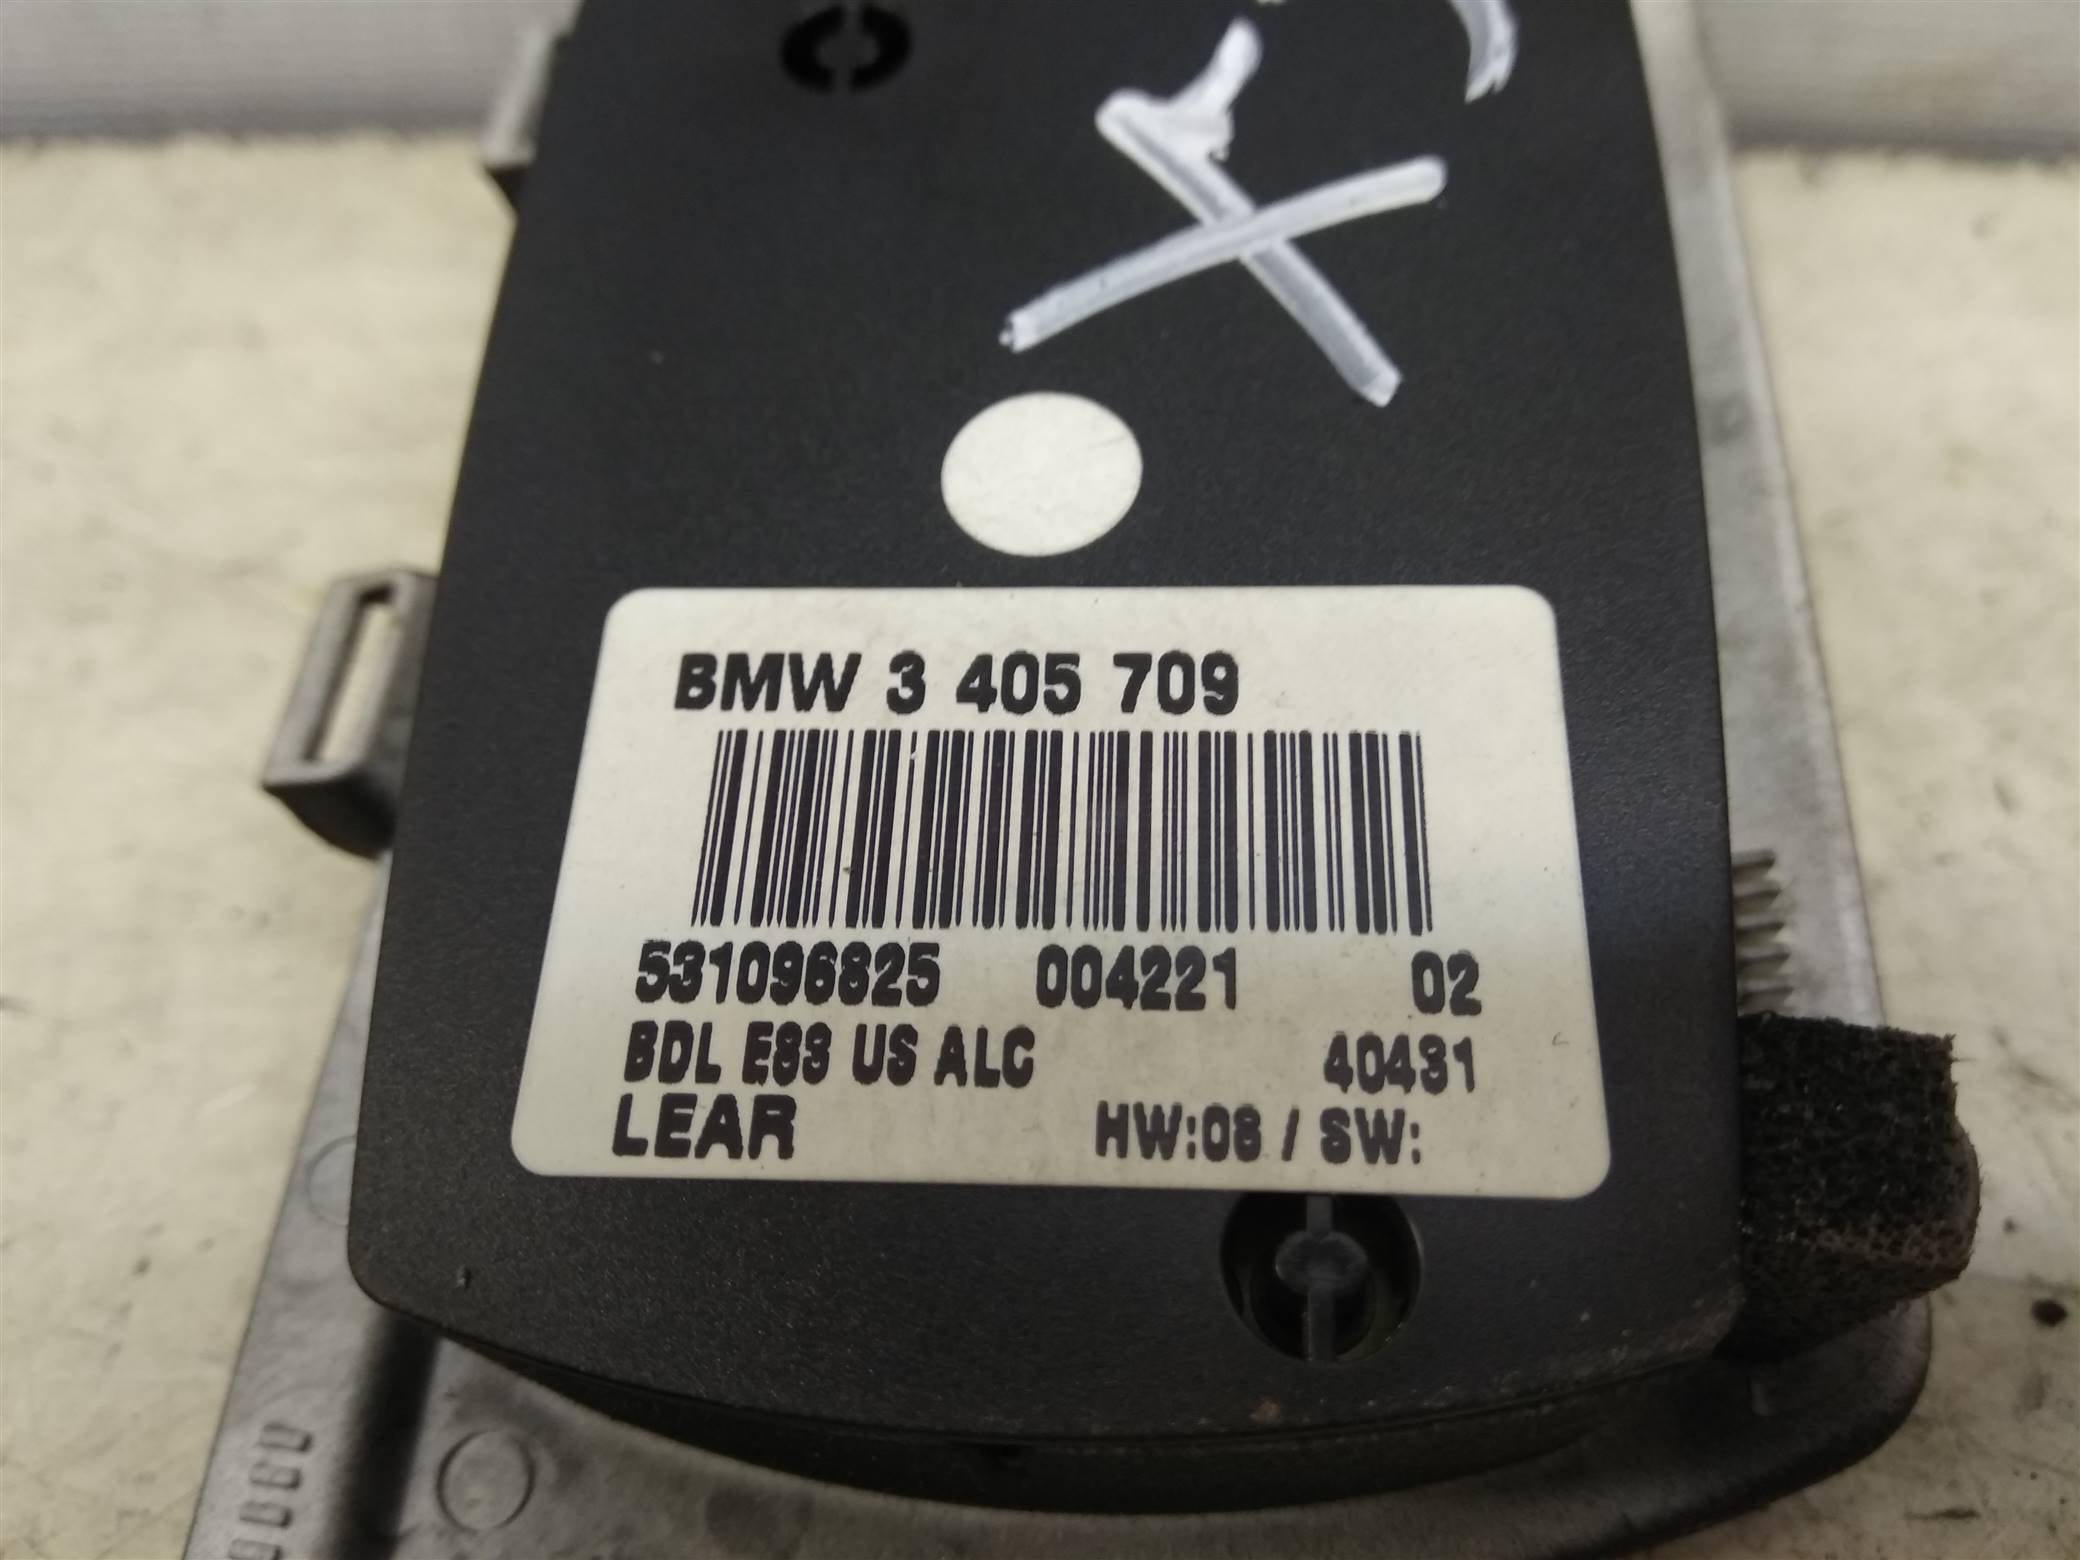 X
BMW 3 405 709
531096825 004221 02
BDL E83 US ALC 40431
LEAR HW:08 / SW: